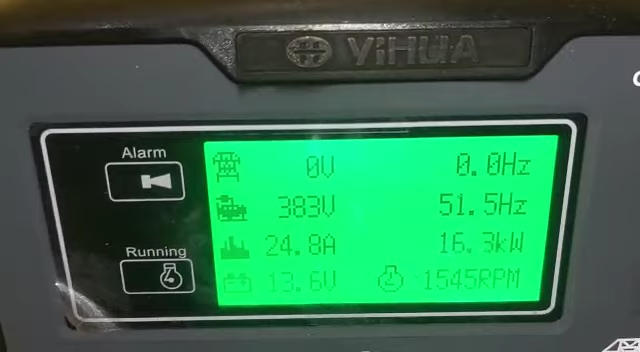 YiHUA
Alarm
0V 0.0Hz
383V 51.5Hz
24.8A 16.3kW
Running
13.6V 1545RPM